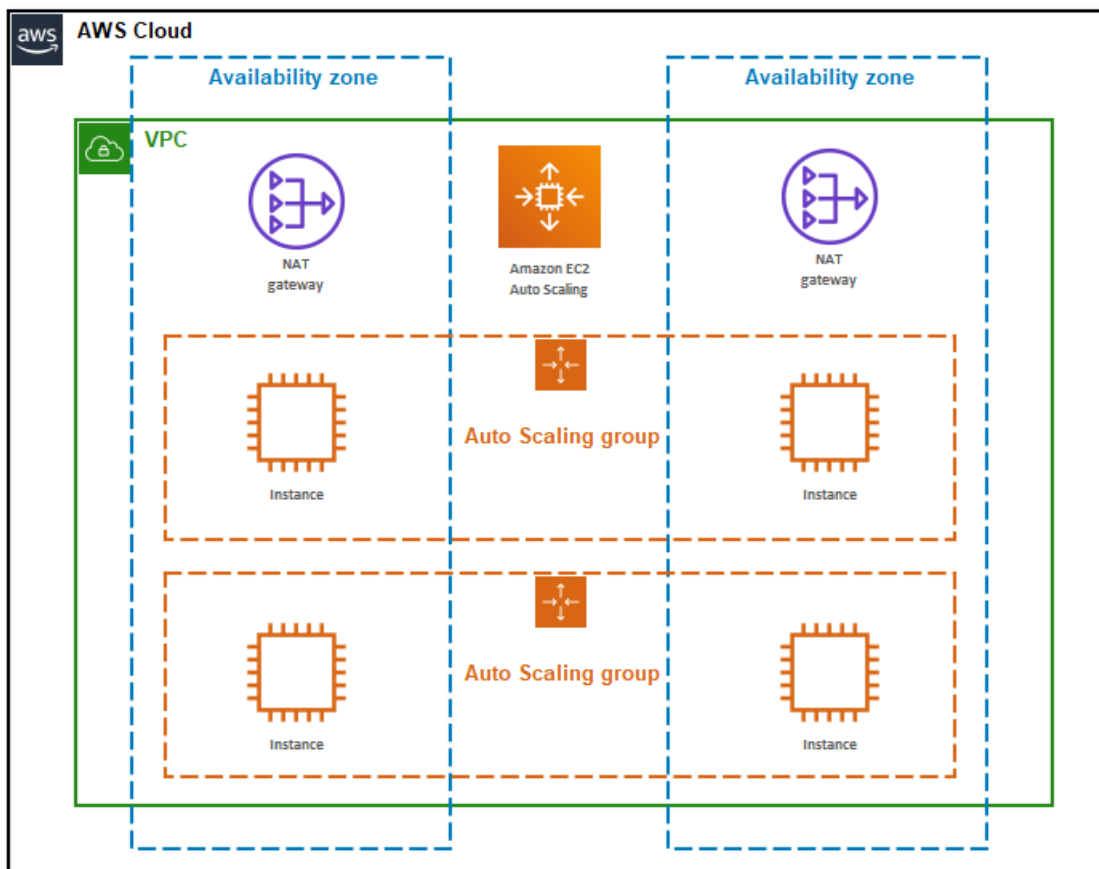 aws
AWS Cloud
Availability zone
Availability zone
VPC
NAT
gateway
Amazon EC2
Auto Scaling
NAT
gateway
Auto Scaling group
Instance
Instance
Auto Scaling group
Instance
Instance